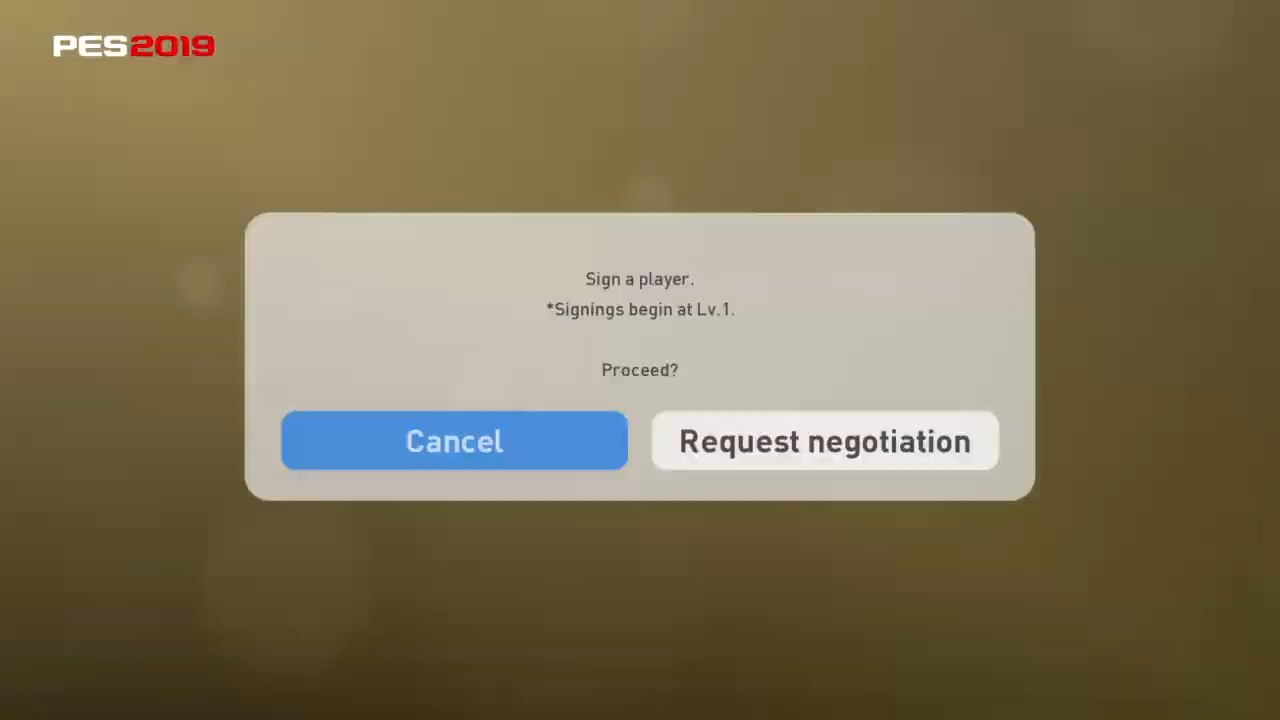 PES2019
Sign a player.
*Signings begin at Lv.1.
Proceed?
Cancel
Request negotiation